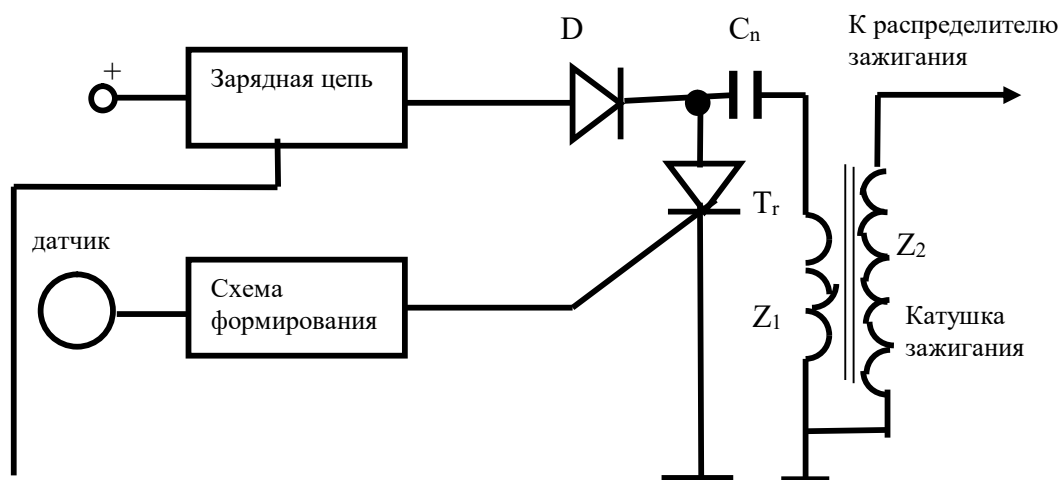 D
Cₙ
К распределителю
зажигания
+
Зарядная цепь
Tᵣ
датчик
Z₂
Схема
формирования
Z₁
Катушка
зажигания